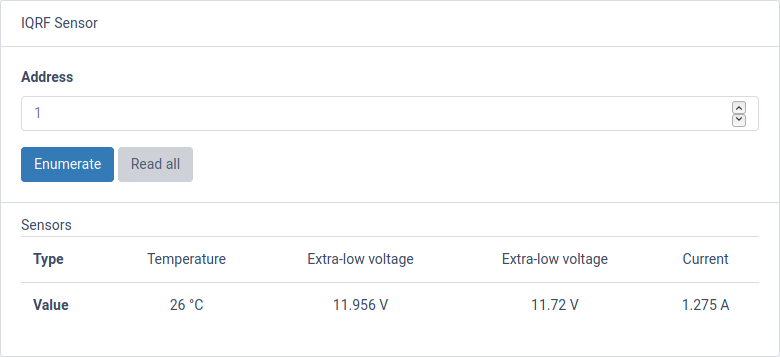 IQRF Sensor
Address
1
Enumerate Read all
Sensors
Type Temperature Extra-low voltage Extra-low voltage Current
Value 26 °C 11.956 V 11.72 V 1.275 A